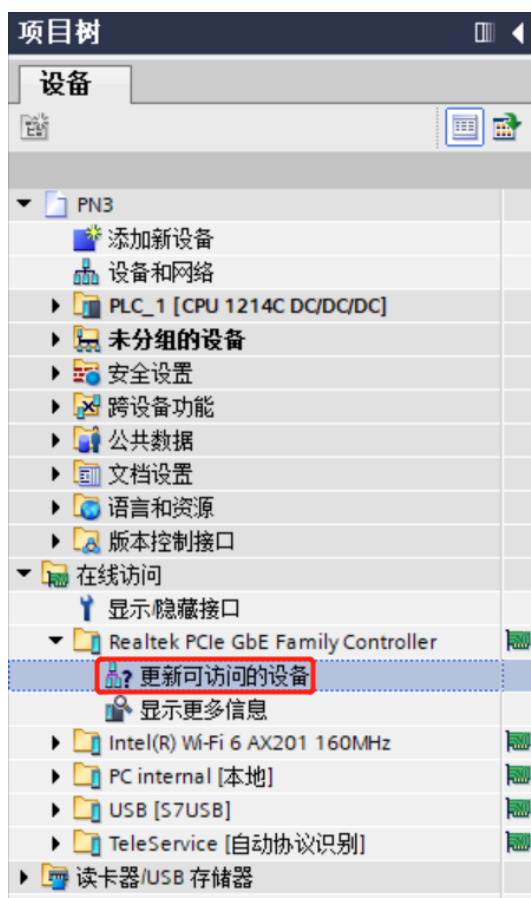 项目树
设备
PN3
添加新设备
设备和网络
PLC_1 [CPU 1214C DC/DC/DC]
未分组的设备
安全设置
跨设备功能
公共数据
文档设置
语言和资源
版本控制接口
在线访问
显示/隐藏接口
Realtek PCIe GbE Family Controller
更新可访问的设备
显示更多信息
Intel(R) Wi-Fi 6 AX201 160MHz
PC internal [本地]
USB [S7USB]
TeleService [自动协议识别]
读卡器/USB 存储器